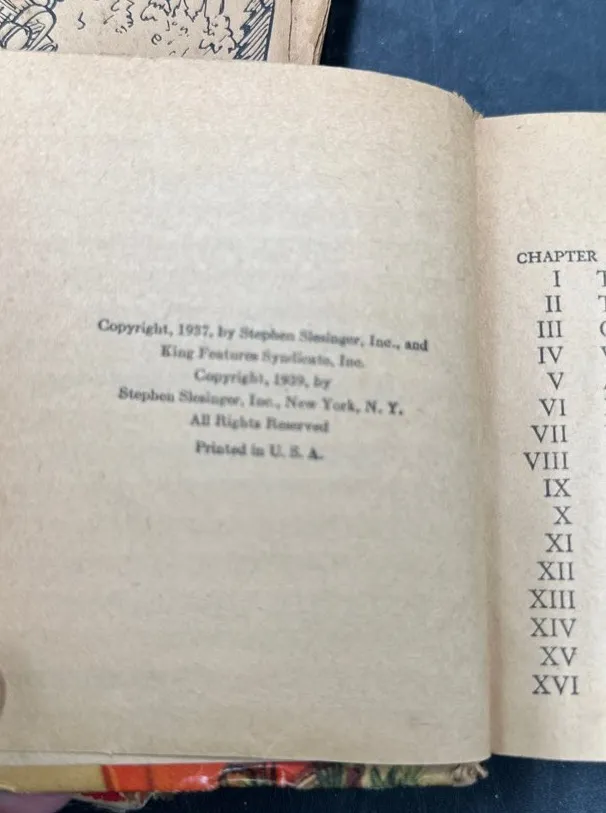 Copyright, 1937, by Stephen Slesinger, Inc., and
King Features Syndicate, Inc.
Copyright, 1939, by
Stephen Slesinger, Inc., New York, N. Y.
All Rights Reserved
Printed in U. S. A.
CHAPTER
I T
II T
III
IV
V
VI
VII
VIII
IX
X
XI
XII
XIII
XIV
XV
XVI